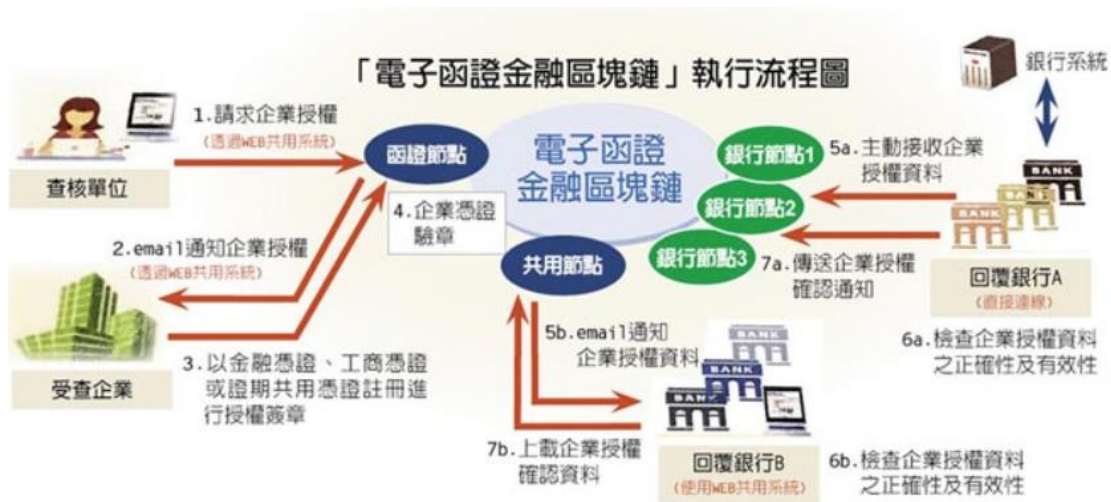 「電子函證金融區塊鏈」執行流程圖
銀行系統
1.請求企業授權
(透過WEB共用系統)
查核單位
函證節點
電子函證
金融區塊鏈
銀行節點1
銀行節點2
銀行節點3
共用節點
5a.主動接收企業
授權資料
BANK
BANK
4.企業憑證
驗章
2.email通知企業授權
(透過WEB共用系統)
7a.傳送企業授權
確認通知
回覆銀行A
(直接連線)
6a.檢查企業授權資料
之正確性及有效性
受查企業
3.以金融憑證、工商憑證
或證期共用憑證註冊進
行授權簽章
5b.email通知
企業授權資料
BANK
BANK
BANK
7b.上載企業授權
確認資料
回覆銀行B
(使用WEB共用系統)
6b.檢查企業授權資料
之正確性及有效性